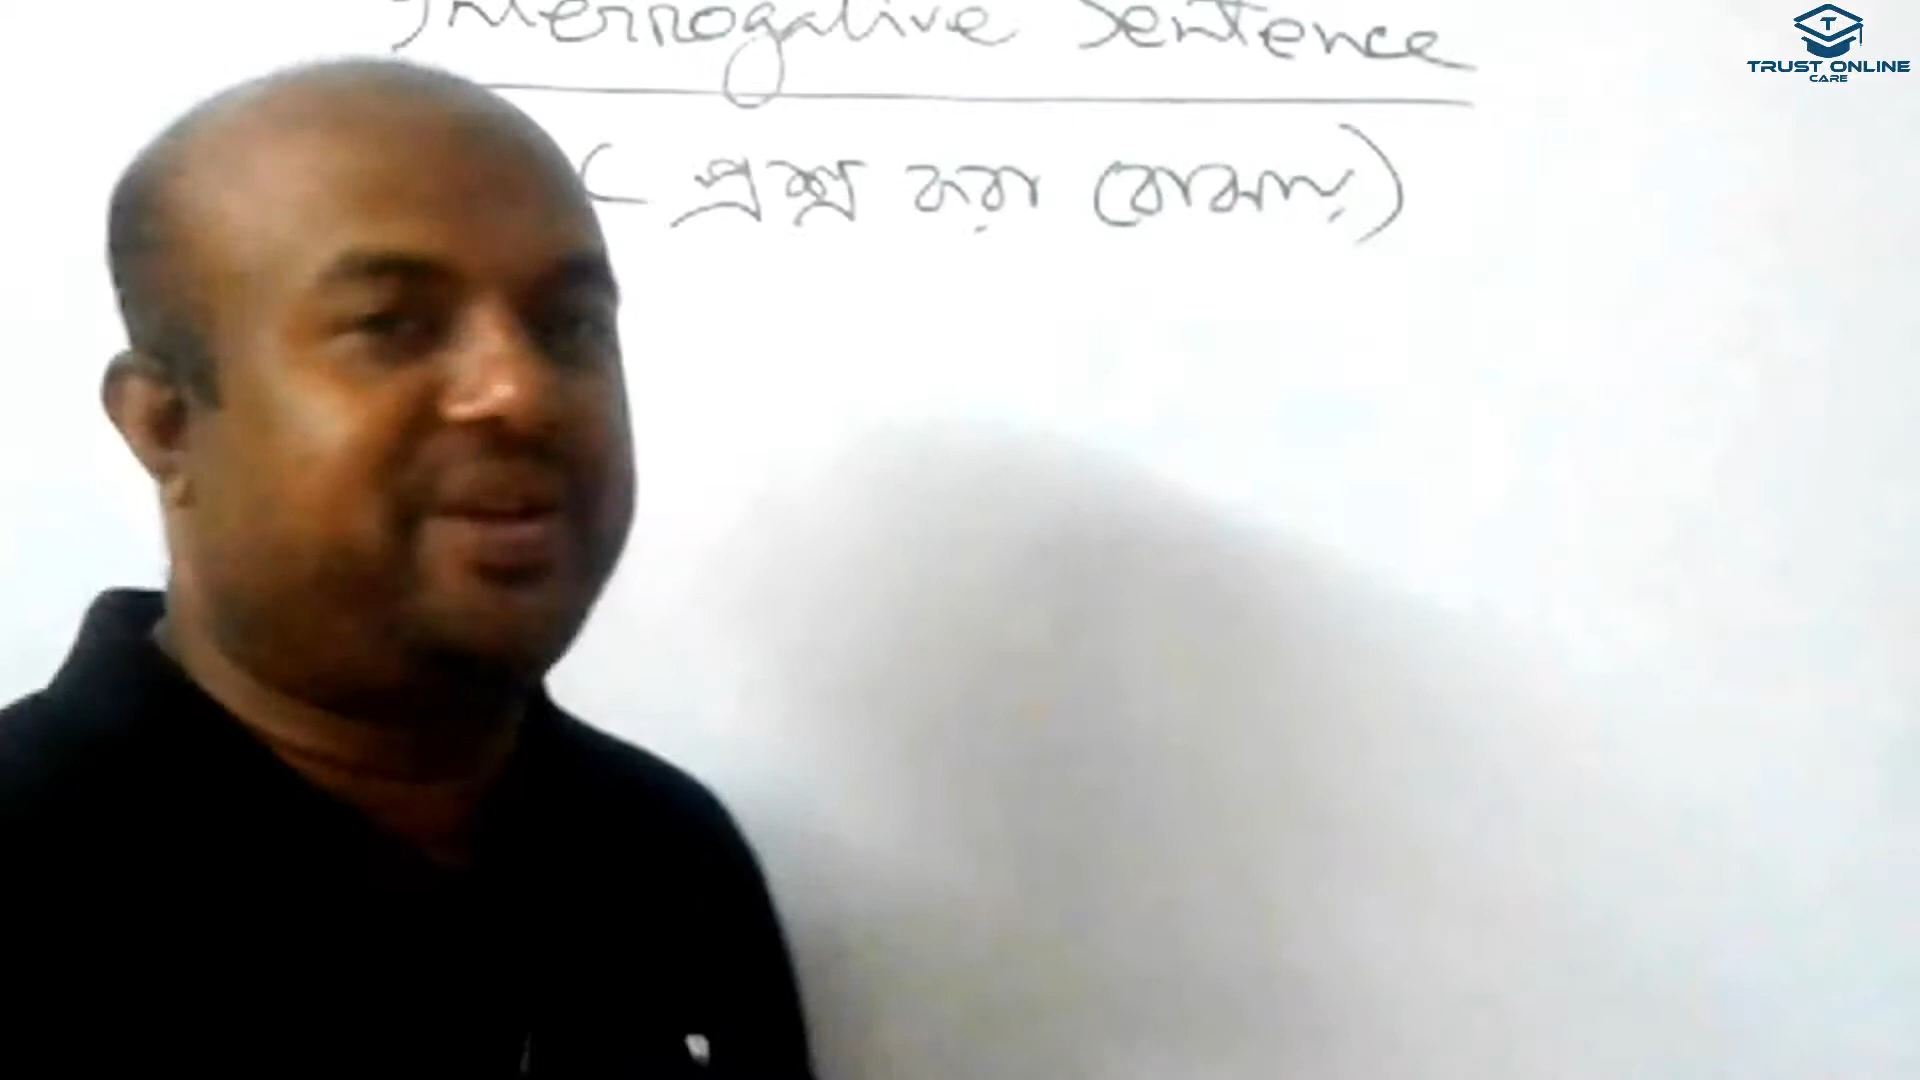 Interrogative Sentence
( প্রশ্ন করা বোঝায় )
TRUST ONLINE
CARE